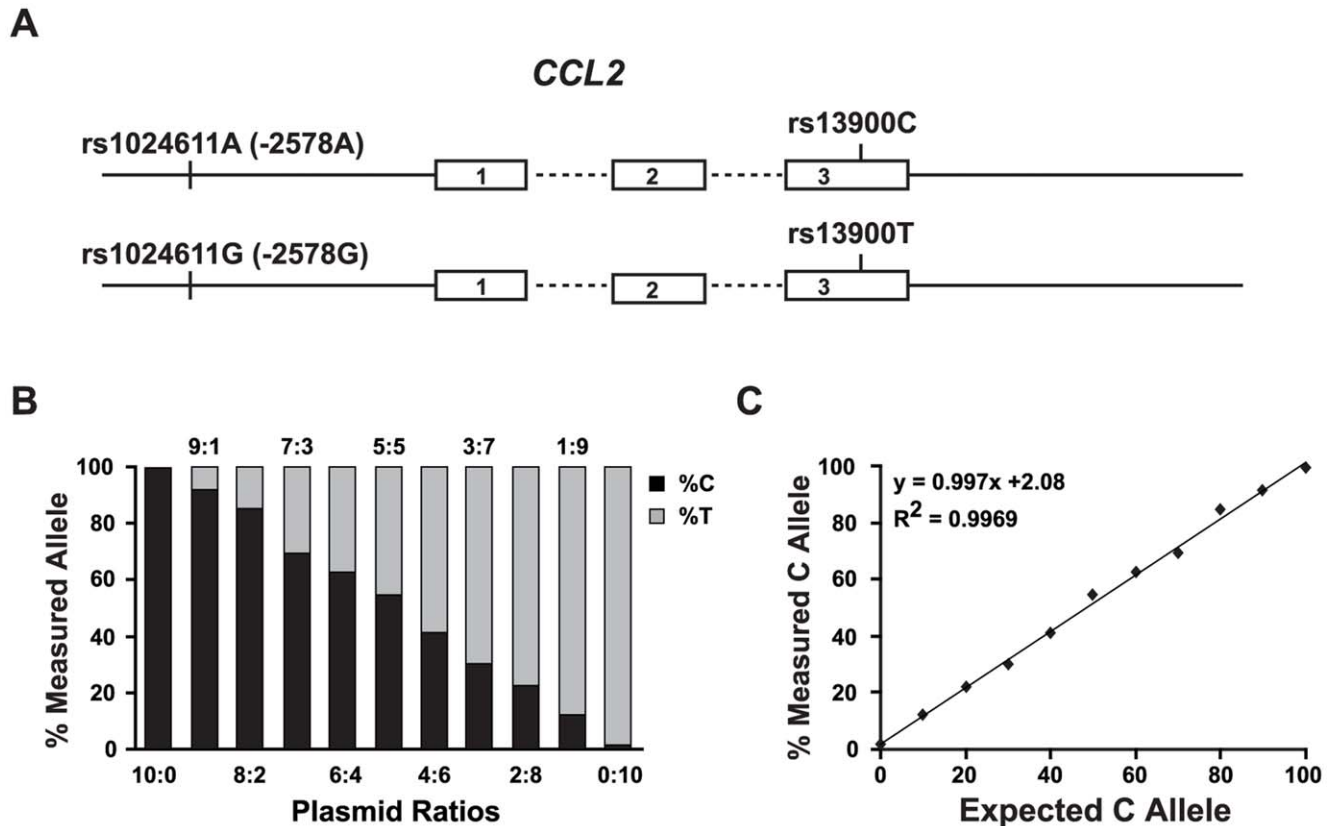 A
CCL2
rs1024611A (-2578A)
rs13900C
1 2 3
rs1024611G (-2578G)
rs13900T
1 2 3
B
9:1 7:3 5:5 3:7 1:9
100
80
60
40
20
0
% Measured Allele
%C
%T
10:0 8:2 6:4 4:6 2:8 0:10
Plasmid Ratios
C
y = 0.997x +2.08
R² = 0.9969
100
80
60
40
20
0
% Measured C Allele
0 20 40 60 80 100
Expected C Allele